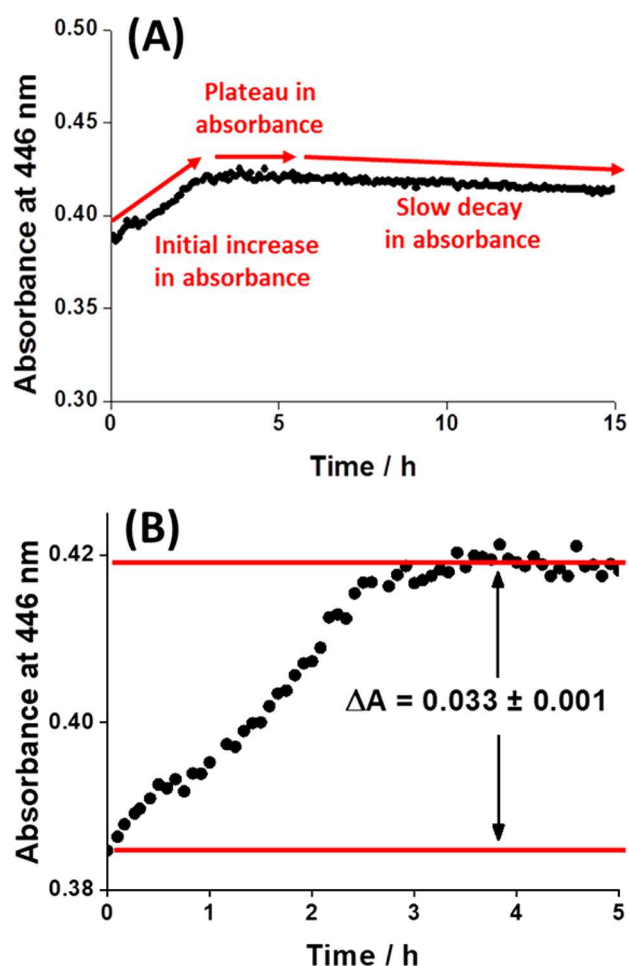 (A)
0.50
0.45
0.40
0.35
0.30
Absorbance at 446 nm
Plateau in
absorbance
Initial increase
in absorbance
Slow decay
in absorbance
0
5
10
15
Time / h
(B)
0.42
0.40
0.38
Absorbance at 446 nm
ΔA = 0.033 ± 0.001
0
1
2
3
4
5
Time / h